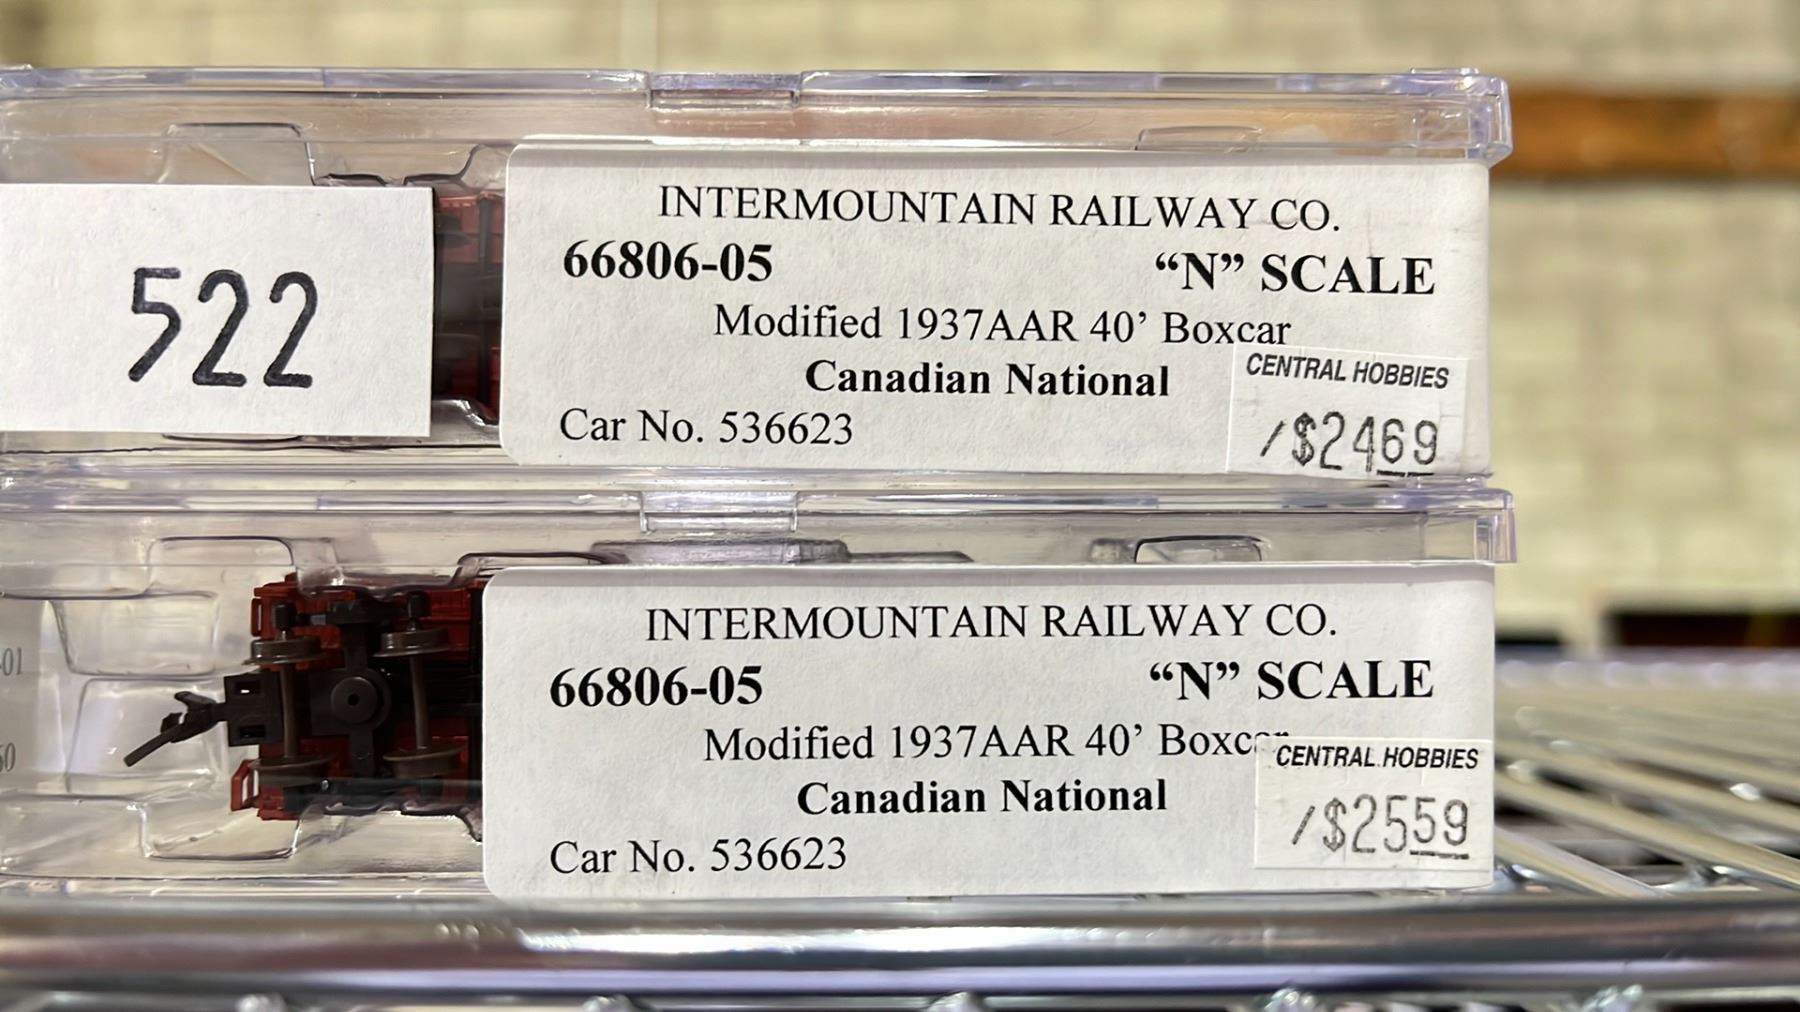 522
INTERMOUNTAIN RAILWAY CO.
66806-05 “N” SCALE
Modified 1937AAR 40’ Boxcar
Canadian National
Car No. 536623
CENTRAL HOBBIES
/$2469
INTERMOUNTAIN RAILWAY CO.
66806-05 “N” SCALE
Modified 1937AAR 40’
Canadian National
Car No. 536623
CENTRAL HOBBIES
/$2559
-01